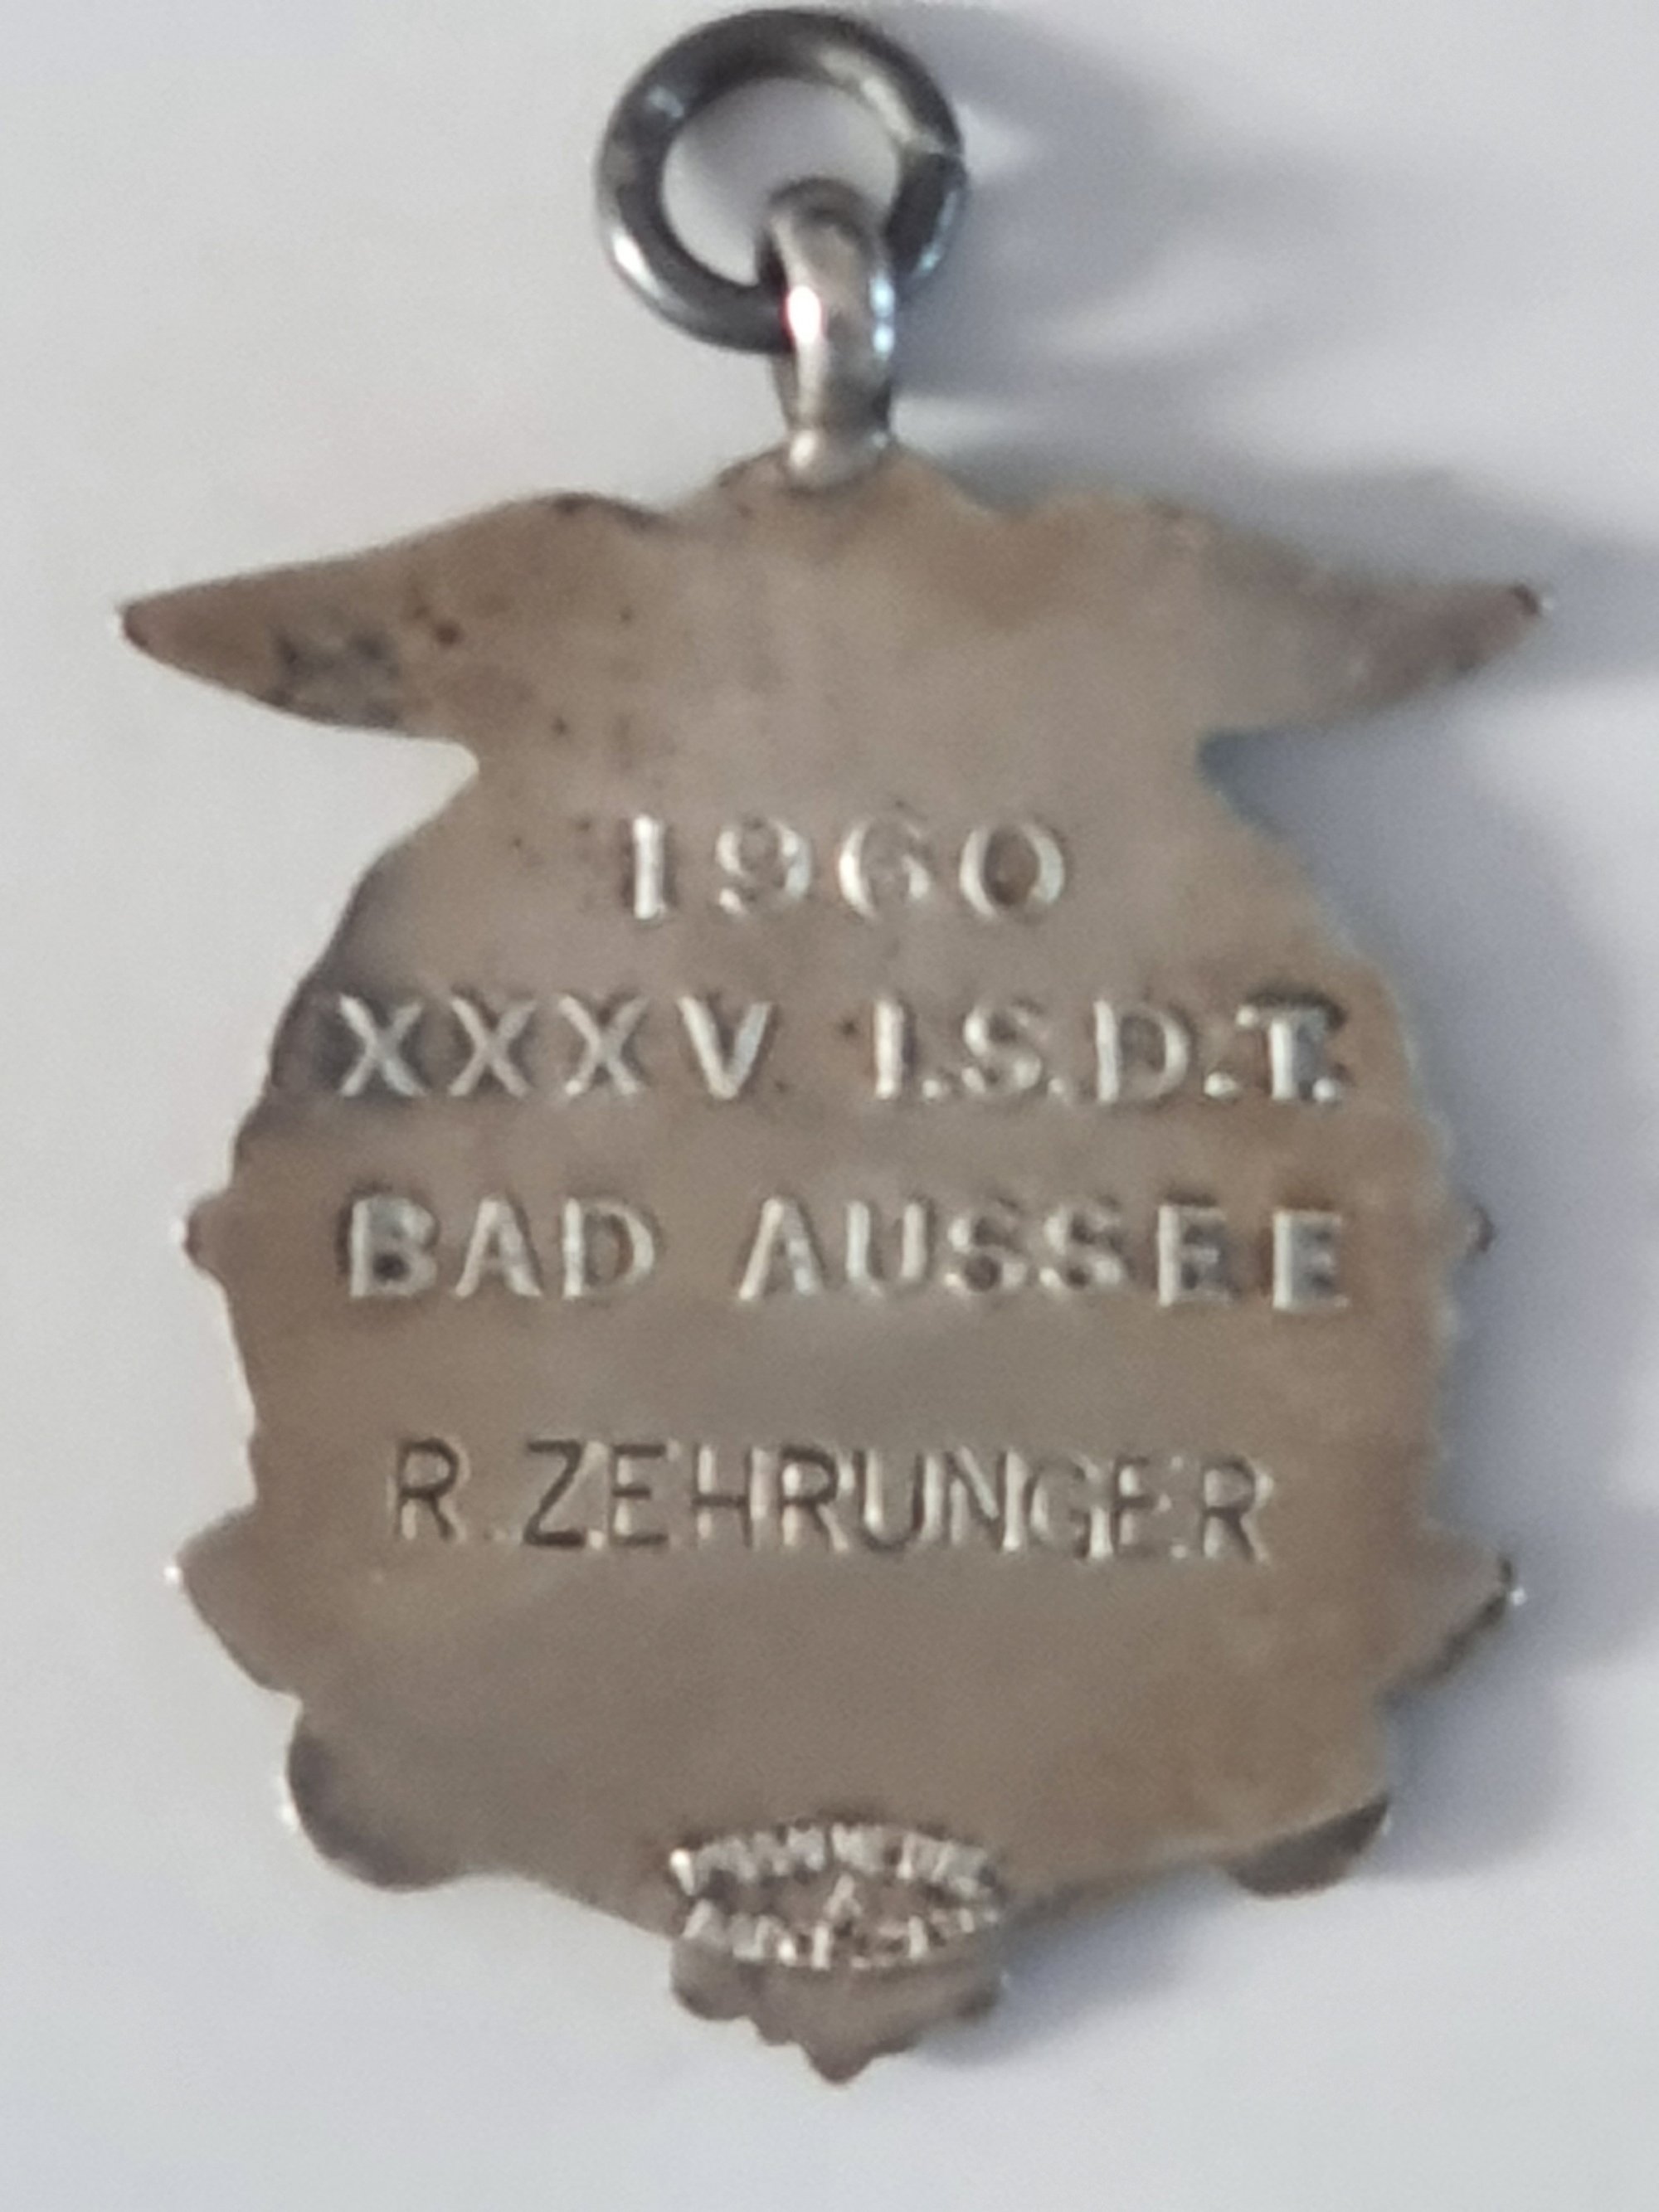 1960
XXXV I.S.D.T.
BAD AUSSEE
R.ZEHRUNGER